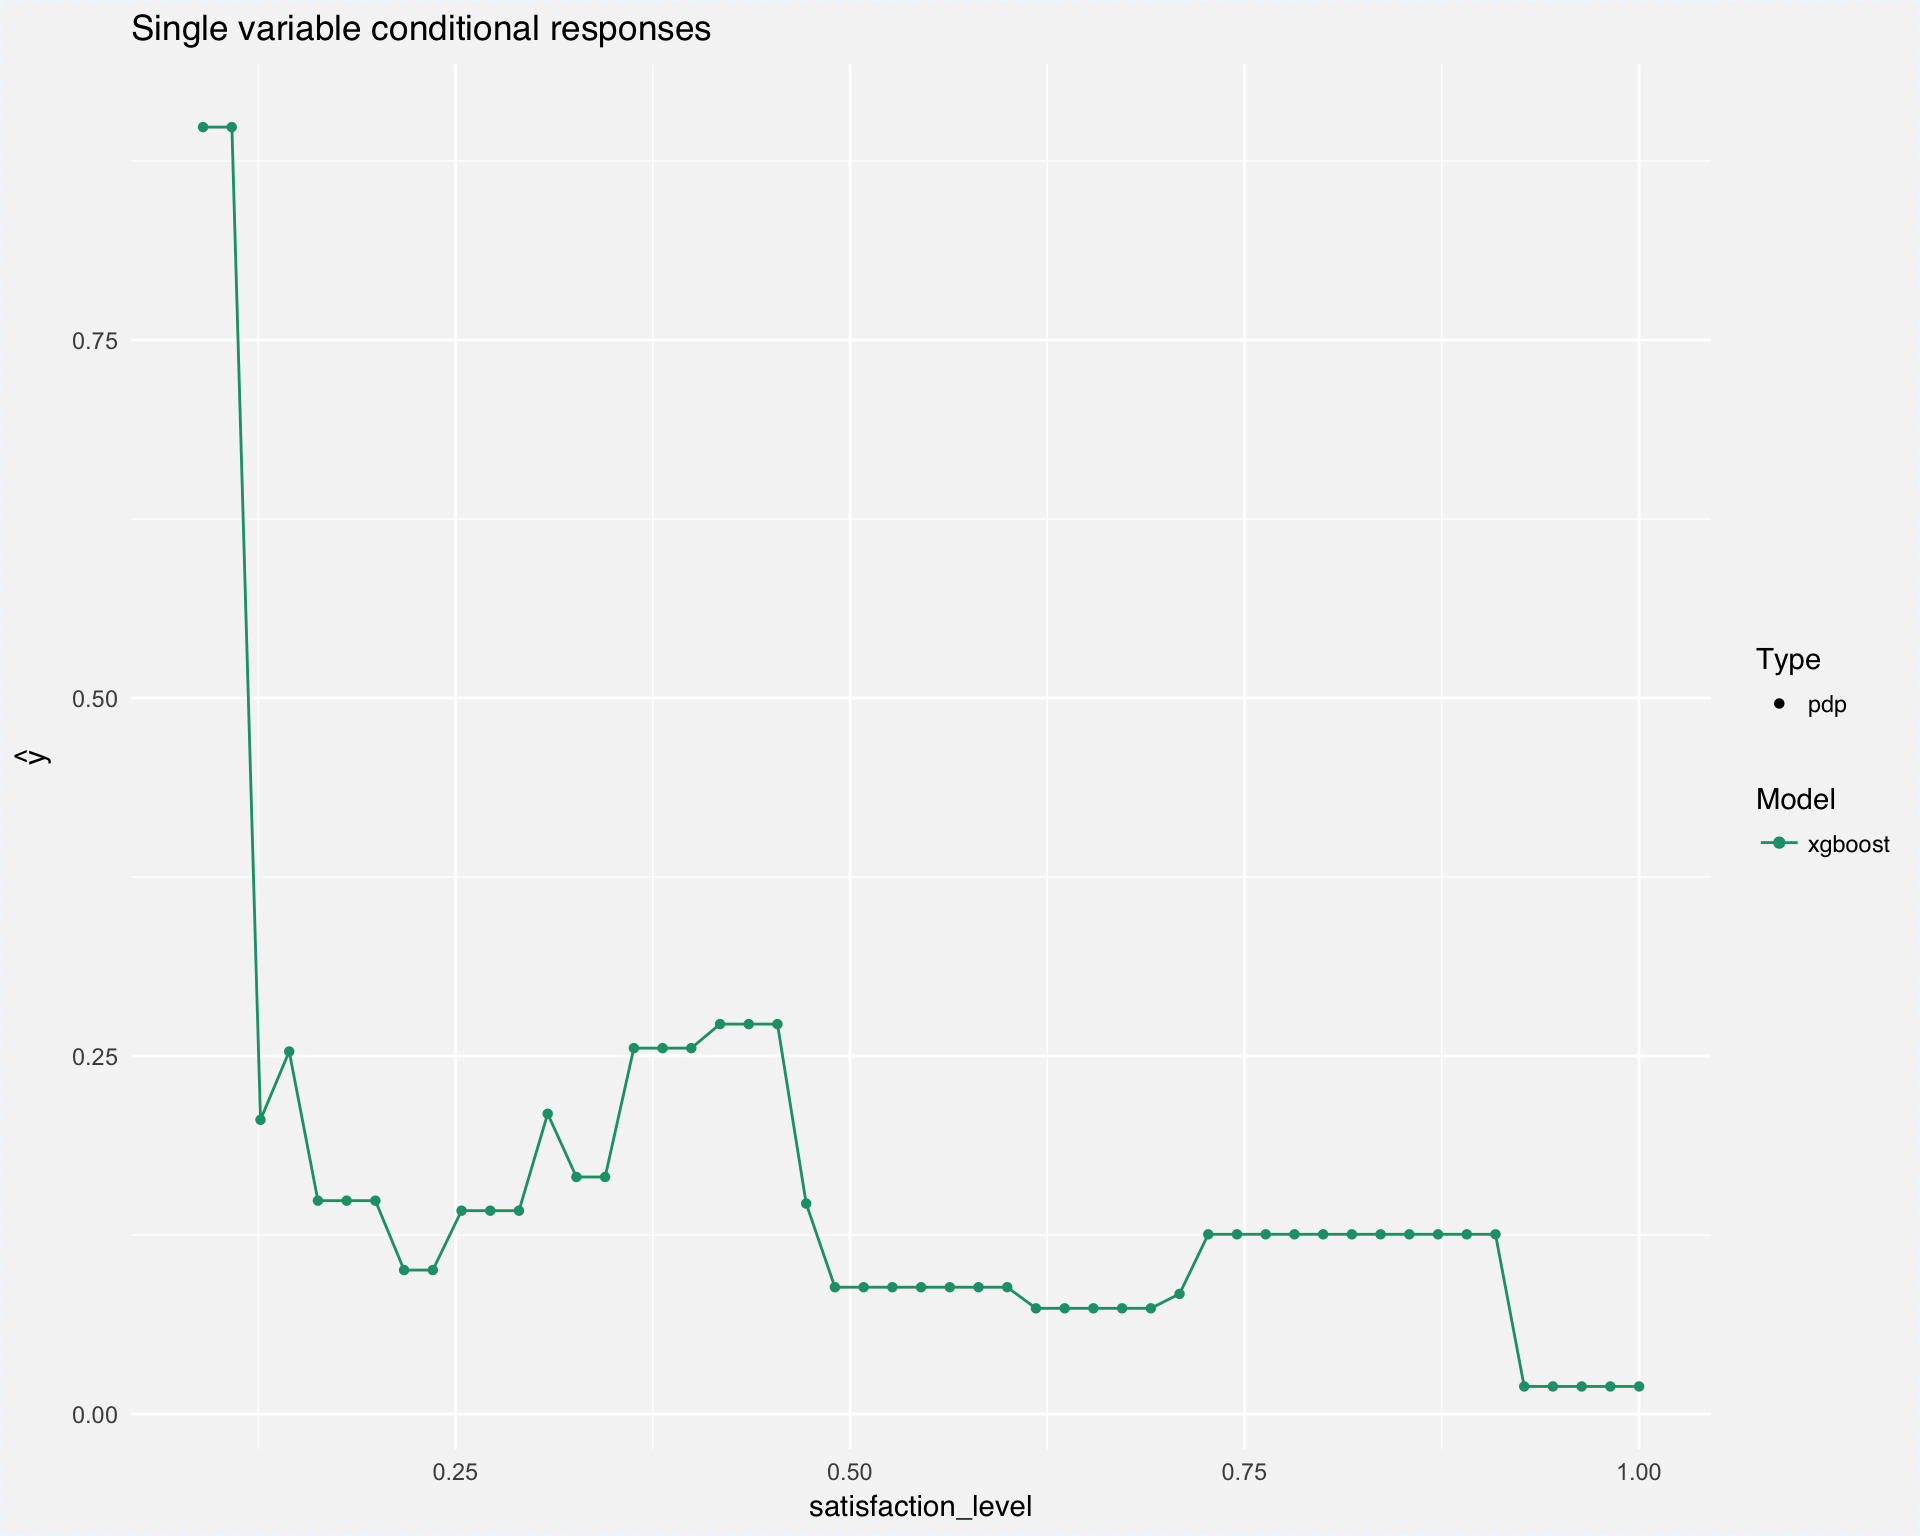 Single variable conditional responses
0.75
0.50
0.25
0.00
ŷ
0.25
0.50
0.75
1.00
satisfaction_level
Type
pdp
Model
xgboost